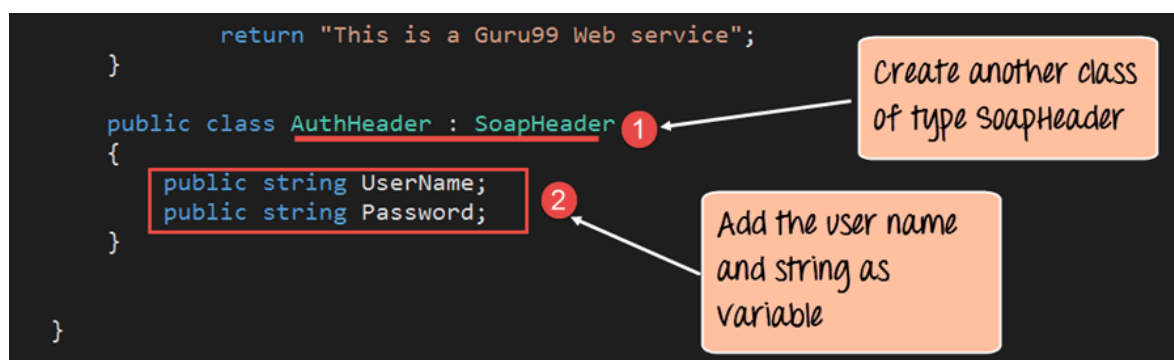 return "This is a Guru99 Web service";
}
public class AuthHeader : SoapHeader
{
public string UserName;
public string Password;
}
}
1
Create another class
of type SoapHeader
2
Add the user name
and string as
variable